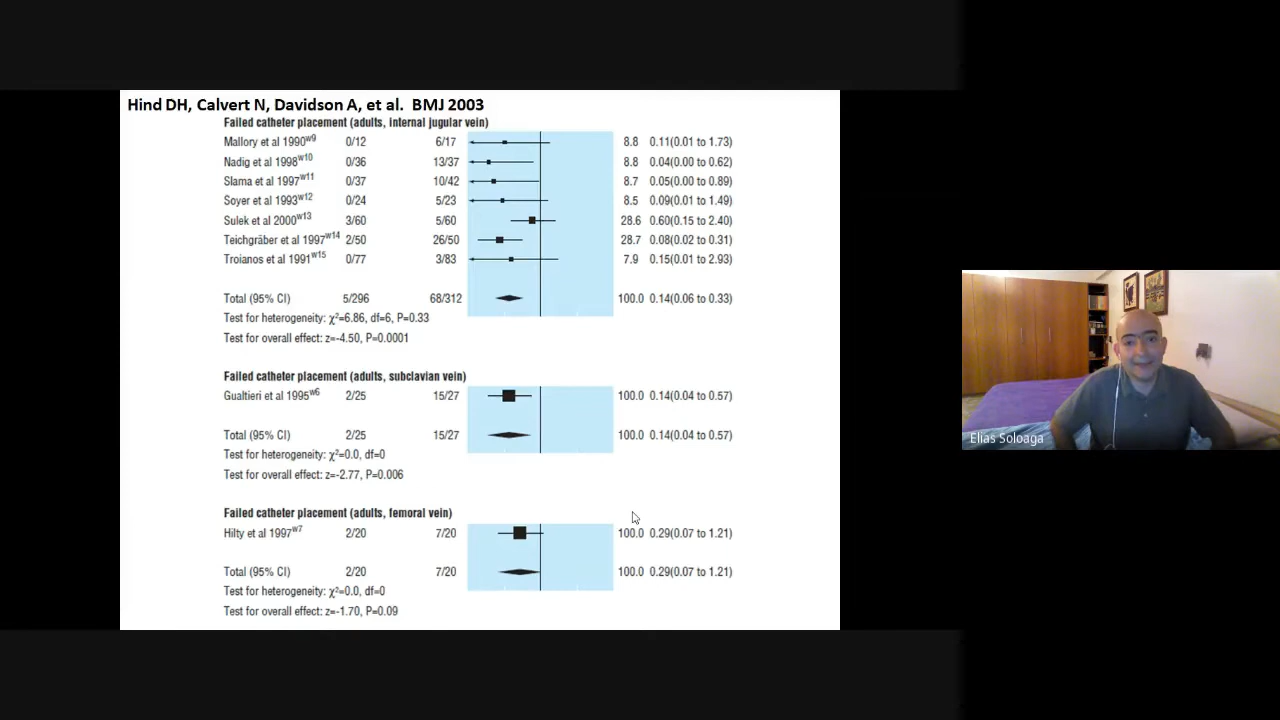 Hind DH, Calvert N, Davidson A, et al. BMJ 2003
Failed catheter placement (adults, internal jugular vein)
Mallory et al 1990w9 0/12 6/17 8.8 0.11(0.01 to 1.73)
Nadig et al 1998w10 0/36 13/37 8.8 0.04(0.00 to 0.62)
Slama et al 1997w11 0/37 10/42 8.7 0.05(0.00 to 0.89)
Soyer et al 1993w12 0/24 5/23 8.5 0.09(0.01 to 1.49)
Sulek et al 2000w13 3/60 5/60 28.6 0.60(0.15 to 2.40)
Teichgräber et al 1997w14 2/50 26/50 28.7 0.08(0.02 to 0.31)
Troianos et al 1991w15 0/77 3/83 7.9 0.15(0.01 to 2.93)
Total (95% CI) 5/296 68/312 100.0 0.14(0.06 to 0.33)
Test for heterogeneity: χ²=6.86, df=6, P=0.33
Test for overall effect: z=-4.50, P=0.0001
Failed catheter placement (adults, subclavian vein)
Gualtieri et al 1995w6 2/25 15/27 100.0 0.14(0.04 to 0.57)
Total (95% CI) 2/25 15/27 100.0 0.14(0.04 to 0.57)
Test for heterogeneity: χ²=0.0, df=0
Test for overall effect: z=-2.77, P=0.006
Failed catheter placement (adults, femoral vein)
Hilty et al 1997w7 2/20 7/20 100.0 0.29(0.07 to 1.21)
Total (95% CI) 2/20 7/20 100.0 0.29(0.07 to 1.21)
Test for heterogeneity: χ²=0.0, df=0
Test for overall effect: z=-1.70, P=0.09
Elías Soloaga